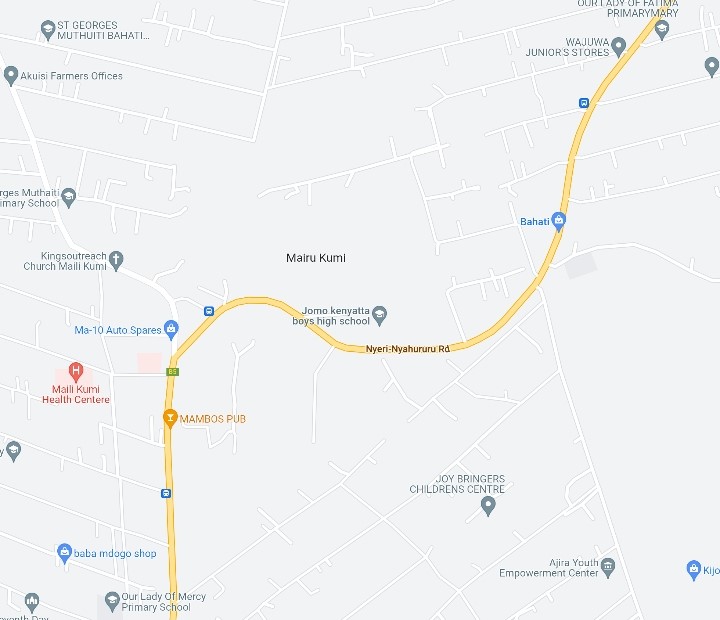 OUR LADY OF FATIMA
PRIMARYMARY
ST GEORGES
MUTHUITI BAHATI...
WAJUWA
JUNIOR'S STORES
Akuisi Farmers Offices
rges Muthaiti
imary School
Bahati
Kingsoutreach
Church Maili Kumi
Mairu Kumi
Jomo kenyatta
boys high school
Ma-10 Auto Spares
Nyeri-Nyahururu Rd
B5
H
Maili Kumi
Health Centere
MAMBOS PUB
y
JOY BRINGERS
CHILDRENS CENTRE
baba mdogo shop
Ajira Youth
Empowerment Center
Kijo
Our Lady Of Mercy
Primary School
eventh Day